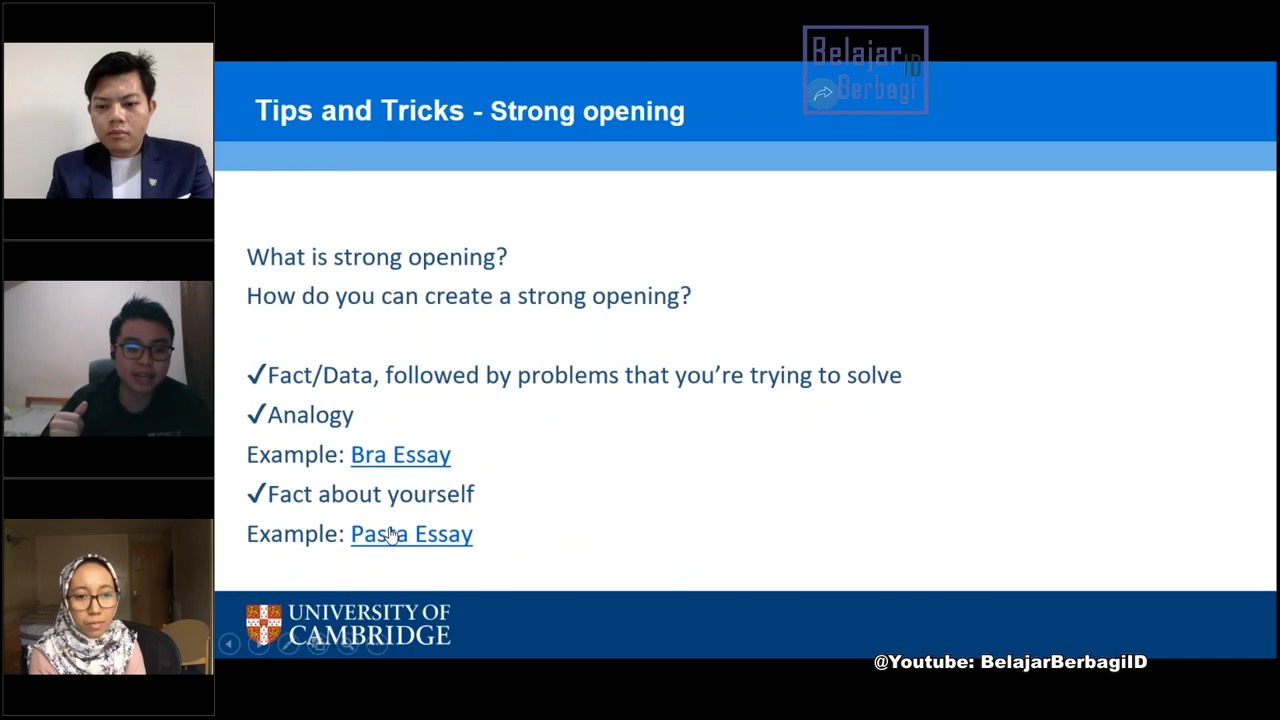 Belajar ID
Berbagi
Tips and Tricks - Strong opening
What is strong opening?
How do you can create a strong opening?
✓Fact/Data, followed by problems that you’re trying to solve
✓Analogy
Example: Bra Essay
✓Fact about yourself
Example: Pasta Essay
UNIVERSITY OF
CAMBRIDGE
@Youtube: BelajarBerbagiID